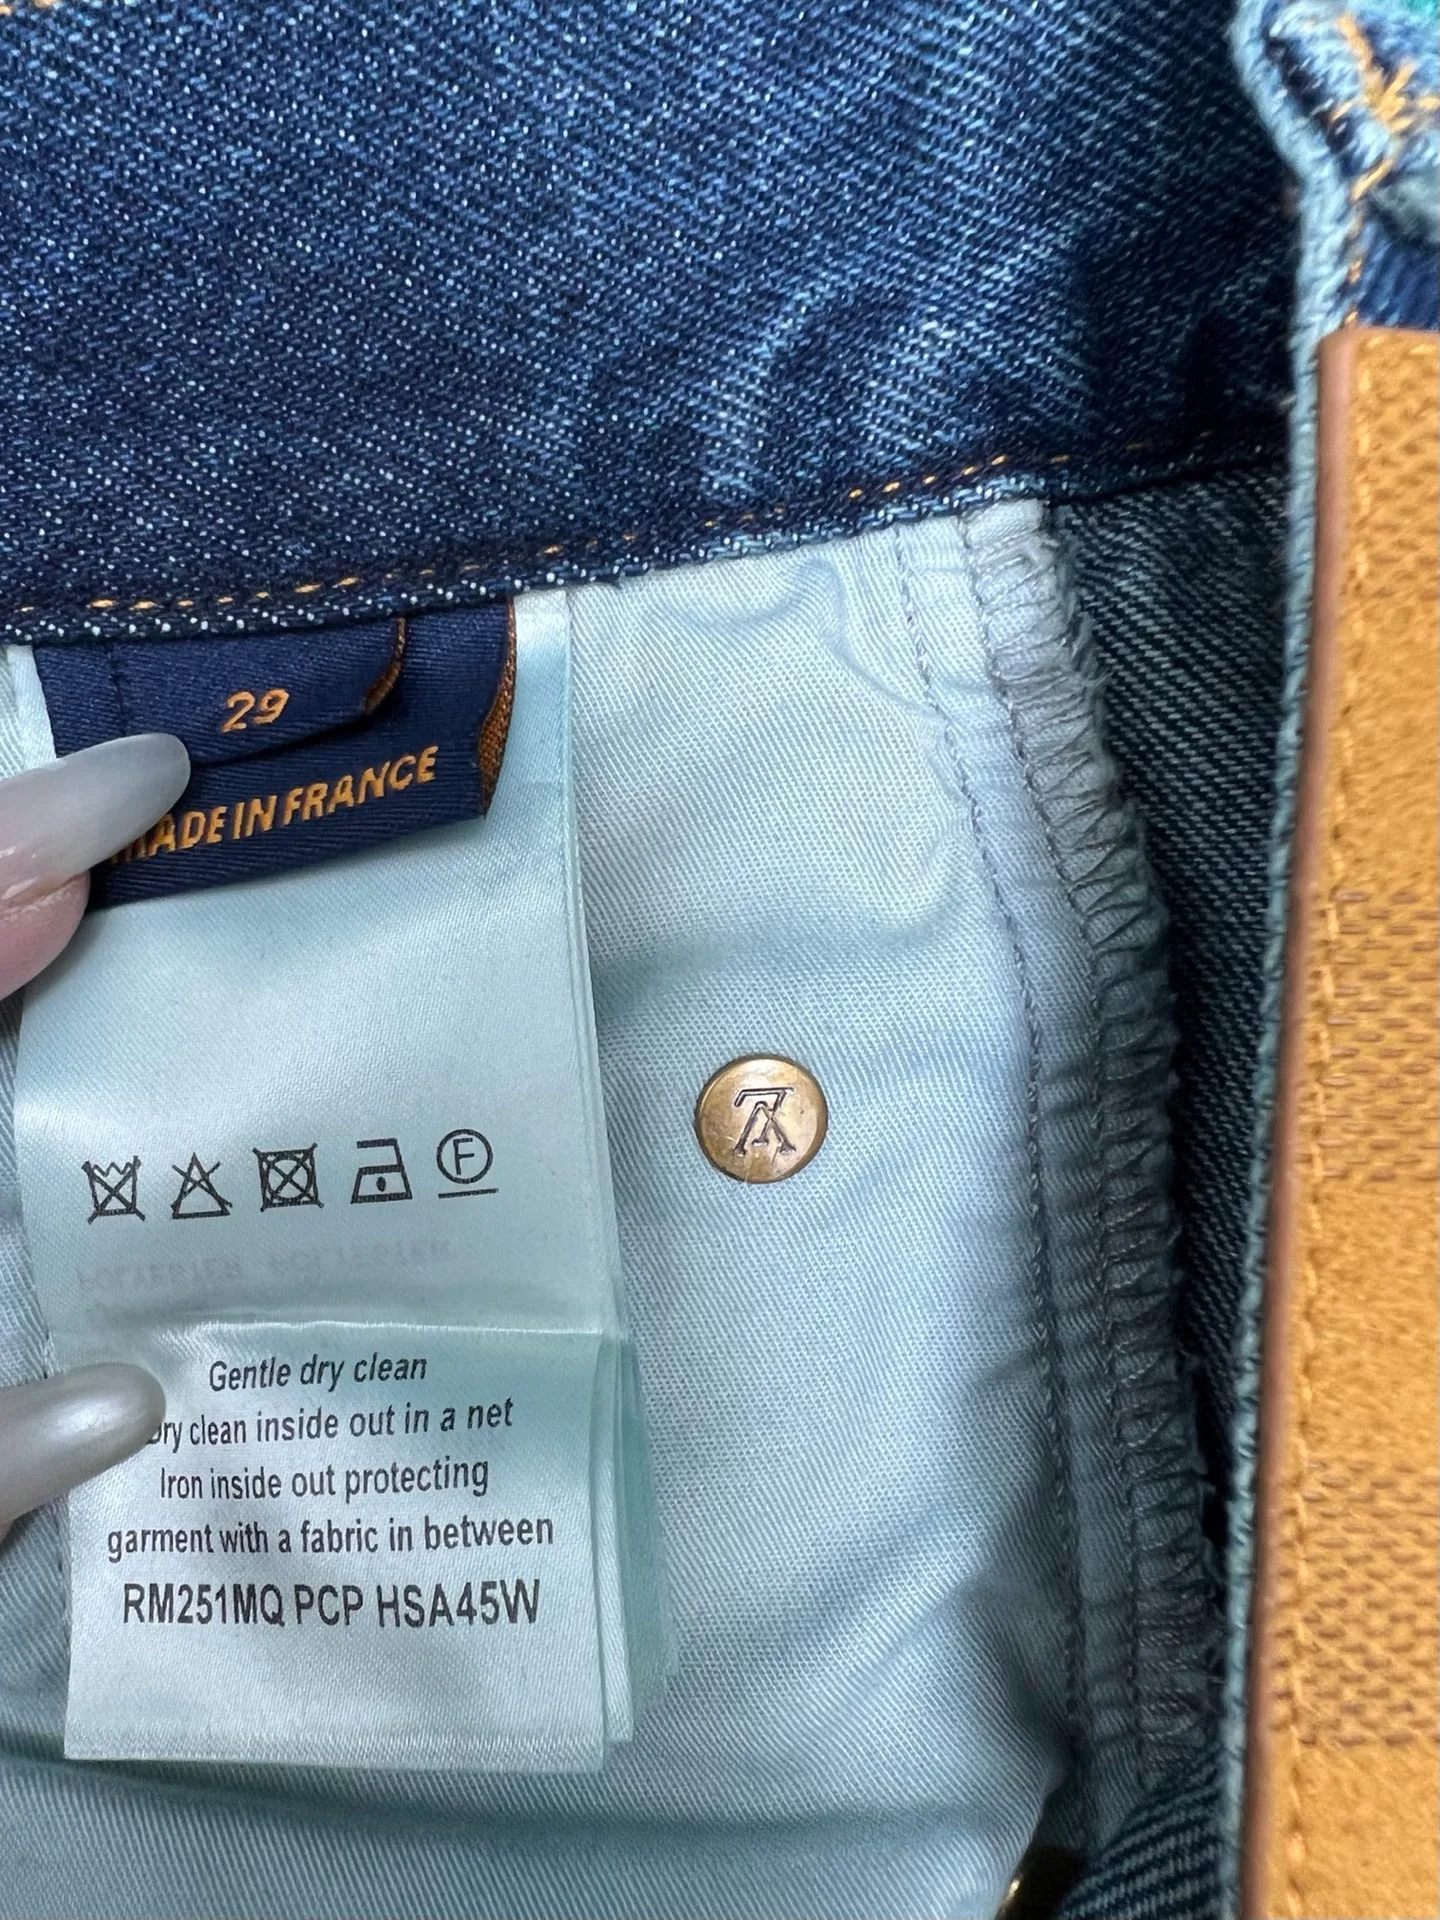 29
MADE IN FRANCE
F
Gentle dry clean
Dry clean inside out in a net
Iron inside out protecting
garment with a fabric in between
RM251MQ PCP HSA45W